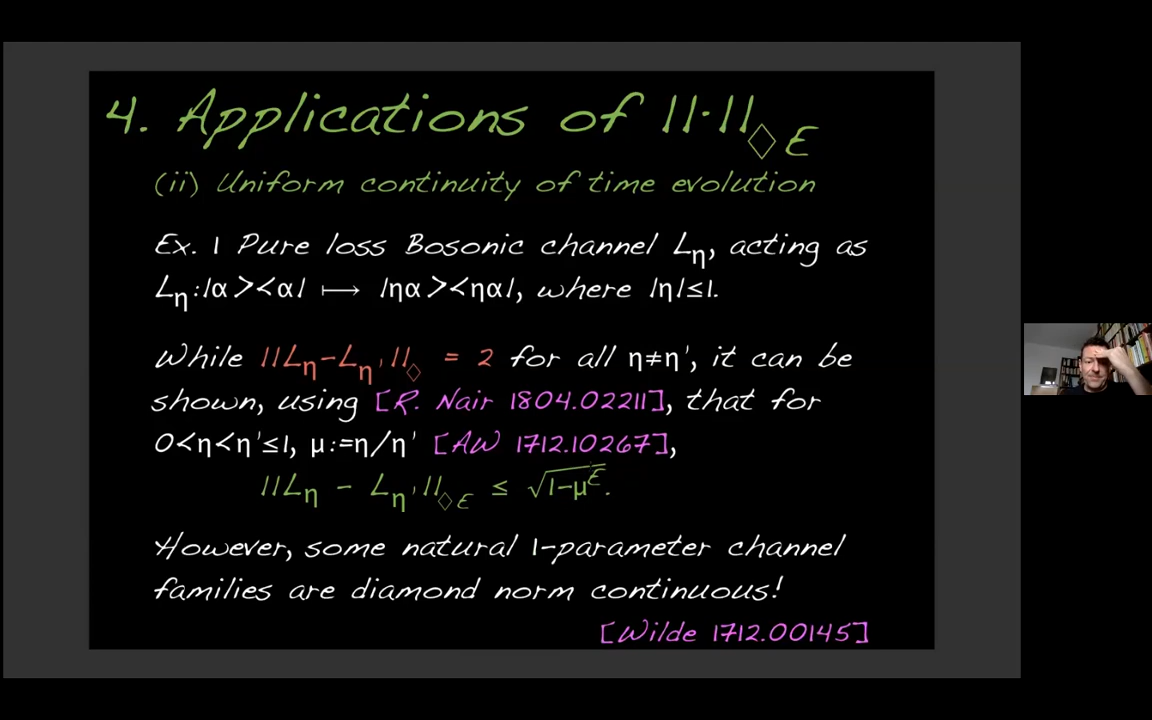 4. Applications of ||·||◇E
(ii) Uniform continuity of time evolution
Ex. 1 Pure loss Bosonic channel Lη, acting as
Lη:|α><α| ⟼ |ηα><ηα|, where |η|≤1.
While ||Lη-Lη'||◇ = 2 for all η≠η', it can be
shown, using [R. Nair 1804.02211], that for
0<η<η'≤1, μ:=η/η' [AW 1712.10267],
||Lη - Lη'||◇E ≤ √1-μᴱ.
However, some natural 1-parameter channel
families are diamond norm continuous!
[Wilde 1712.00145]